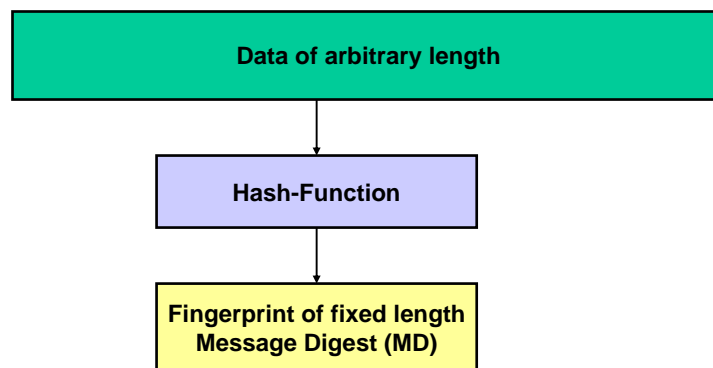 Data of arbitrary length
Hash-Function
Fingerprint of fixed length
Message Digest (MD)